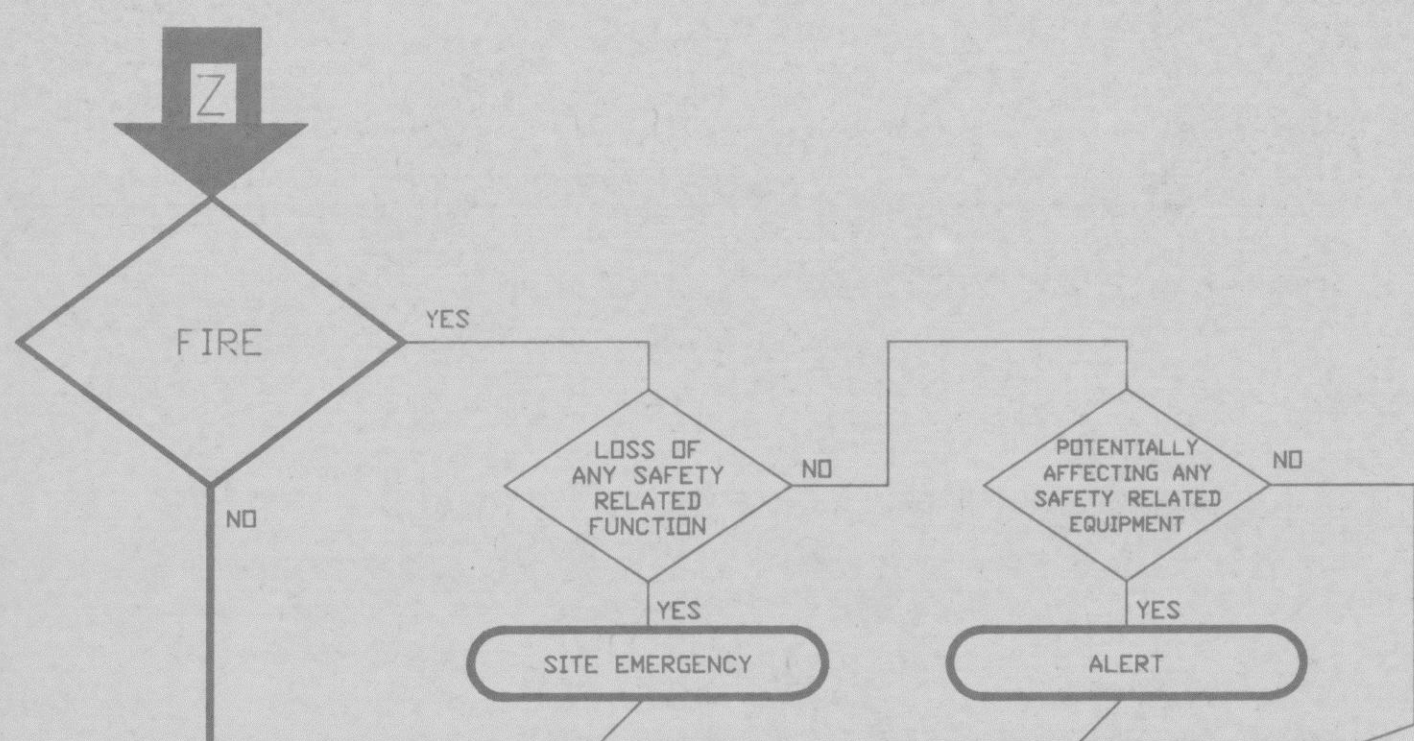 Z
FIRE
YES
NO
LOSS OF
ANY SAFETY
RELATED
FUNCTION
NO
YES
SITE EMERGENCY
POTENTIALLY
AFFECTING ANY
SAFETY RELATED
EQUIPMENT
NO
YES
ALERT